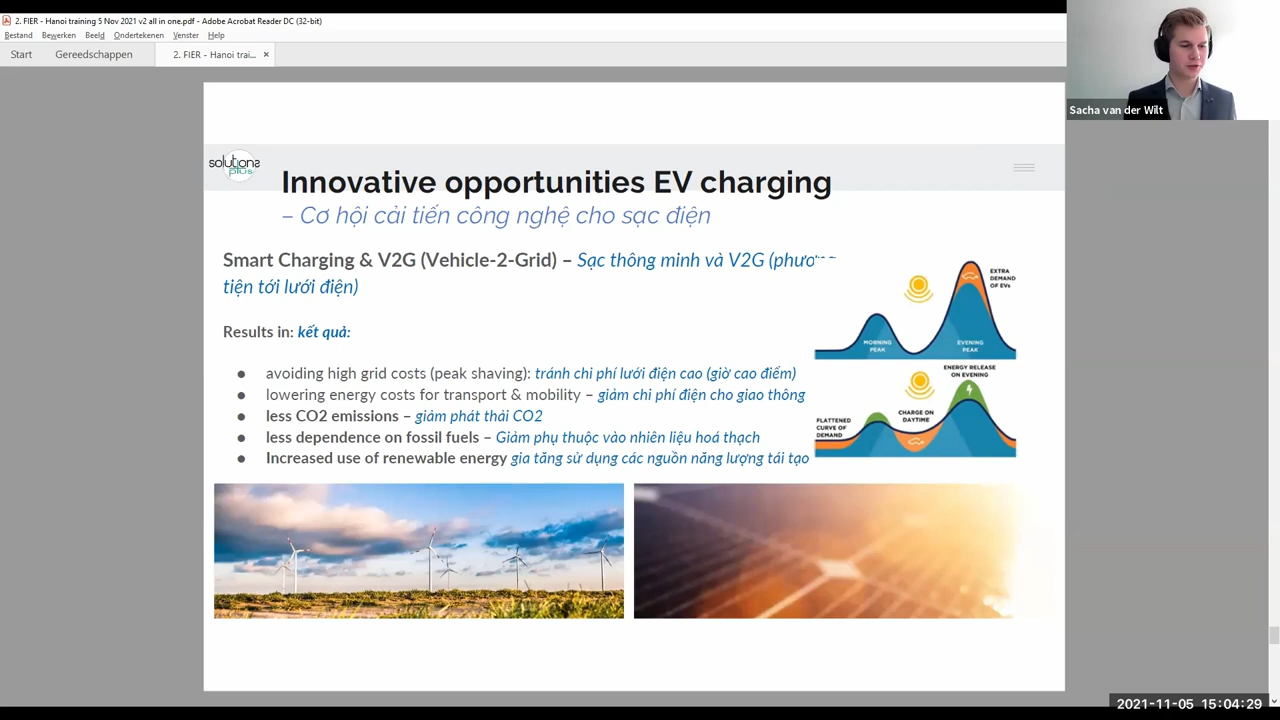 2. FIER - Hanoi training 5 Nov 2021 v2 all in one.pdf - Adobe Acrobat Reader DC (32-bit)
Bestand Bewerken Beeld Ondertekenen Venster Help
Start Gereedschappen 2. FIER - Hanoi trai... ×
Sacha van der Wilt
solutions
plus
Innovative opportunities EV charging
– Cơ hội cải tiến công nghệ cho sạc điện
Smart Charging & V2G (Vehicle-2-Grid) – Sạc thông minh và V2G (phương
tiện tới lưới điện)
Results in: kết quả:
● avoiding high grid costs (peak shaving): tránh chi phí lưới điện cao (giờ cao điểm)
● lowering energy costs for transport & mobility – giảm chi phí điện cho giao thông
● less CO2 emissions – giảm phát thải CO2
● less dependence on fossil fuels – Giảm phụ thuộc vào nhiên liệu hoá thạch
● Increased use of renewable energy gia tăng sử dụng các nguồn năng lượng tái tạo
EXTRA
DEMAND
OF EVs
MORNING
PEAK
EVENING
PEAK
ENERGY RELEASE
ON EVENING
CHARGE ON
DAYTIME
FLATTENED
CURVE OF
DEMAND
2021-11-05 15:04:29